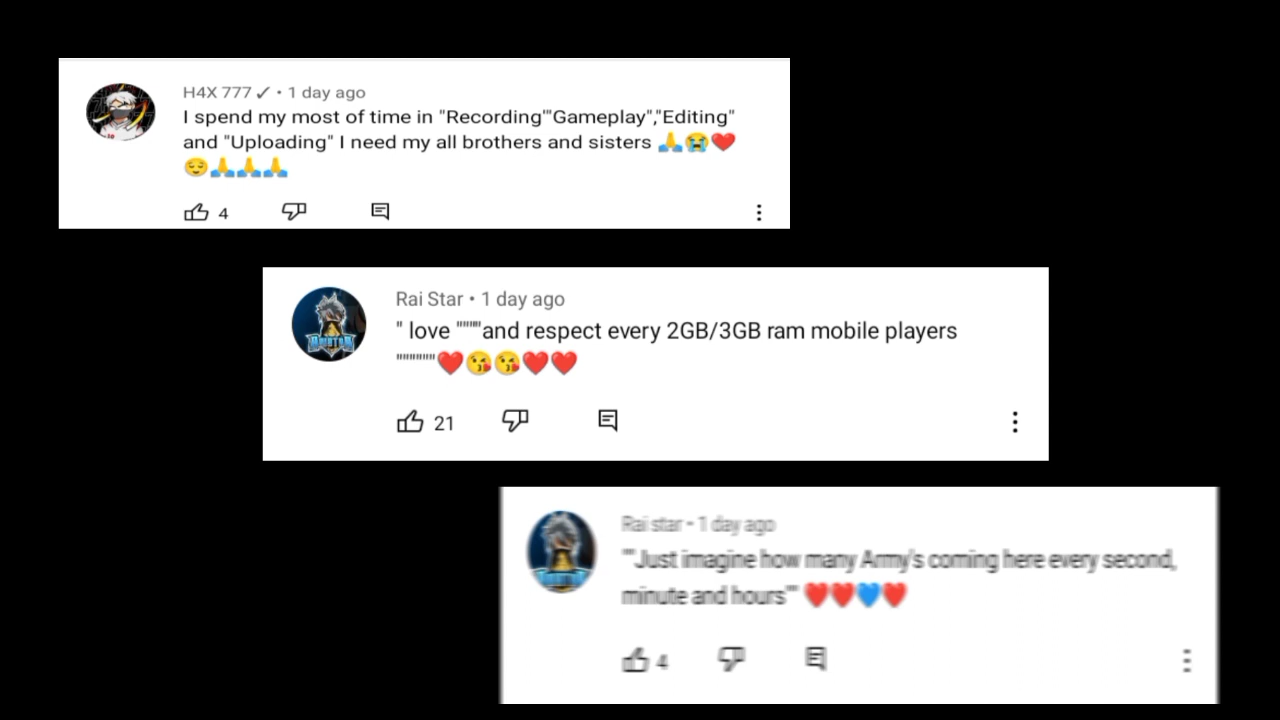 H4X 777 ✓ • 1 day ago
I spend my most of time in "Recording'"Gameplay","Editing"
and "Uploading" I need my all brothers and sisters 🙏😭❤️
😌🙏🙏🙏
4
Rai Star • 1 day ago
" love """"and respect every 2GB/3GB ram mobile players
""""""❤️😘😘❤️❤️
21
RAISTAR
Rai star • 1 day ago
"'Just imagine how many Army's coming here every second,
minute and hours'" ❤️❤️💙❤️
4